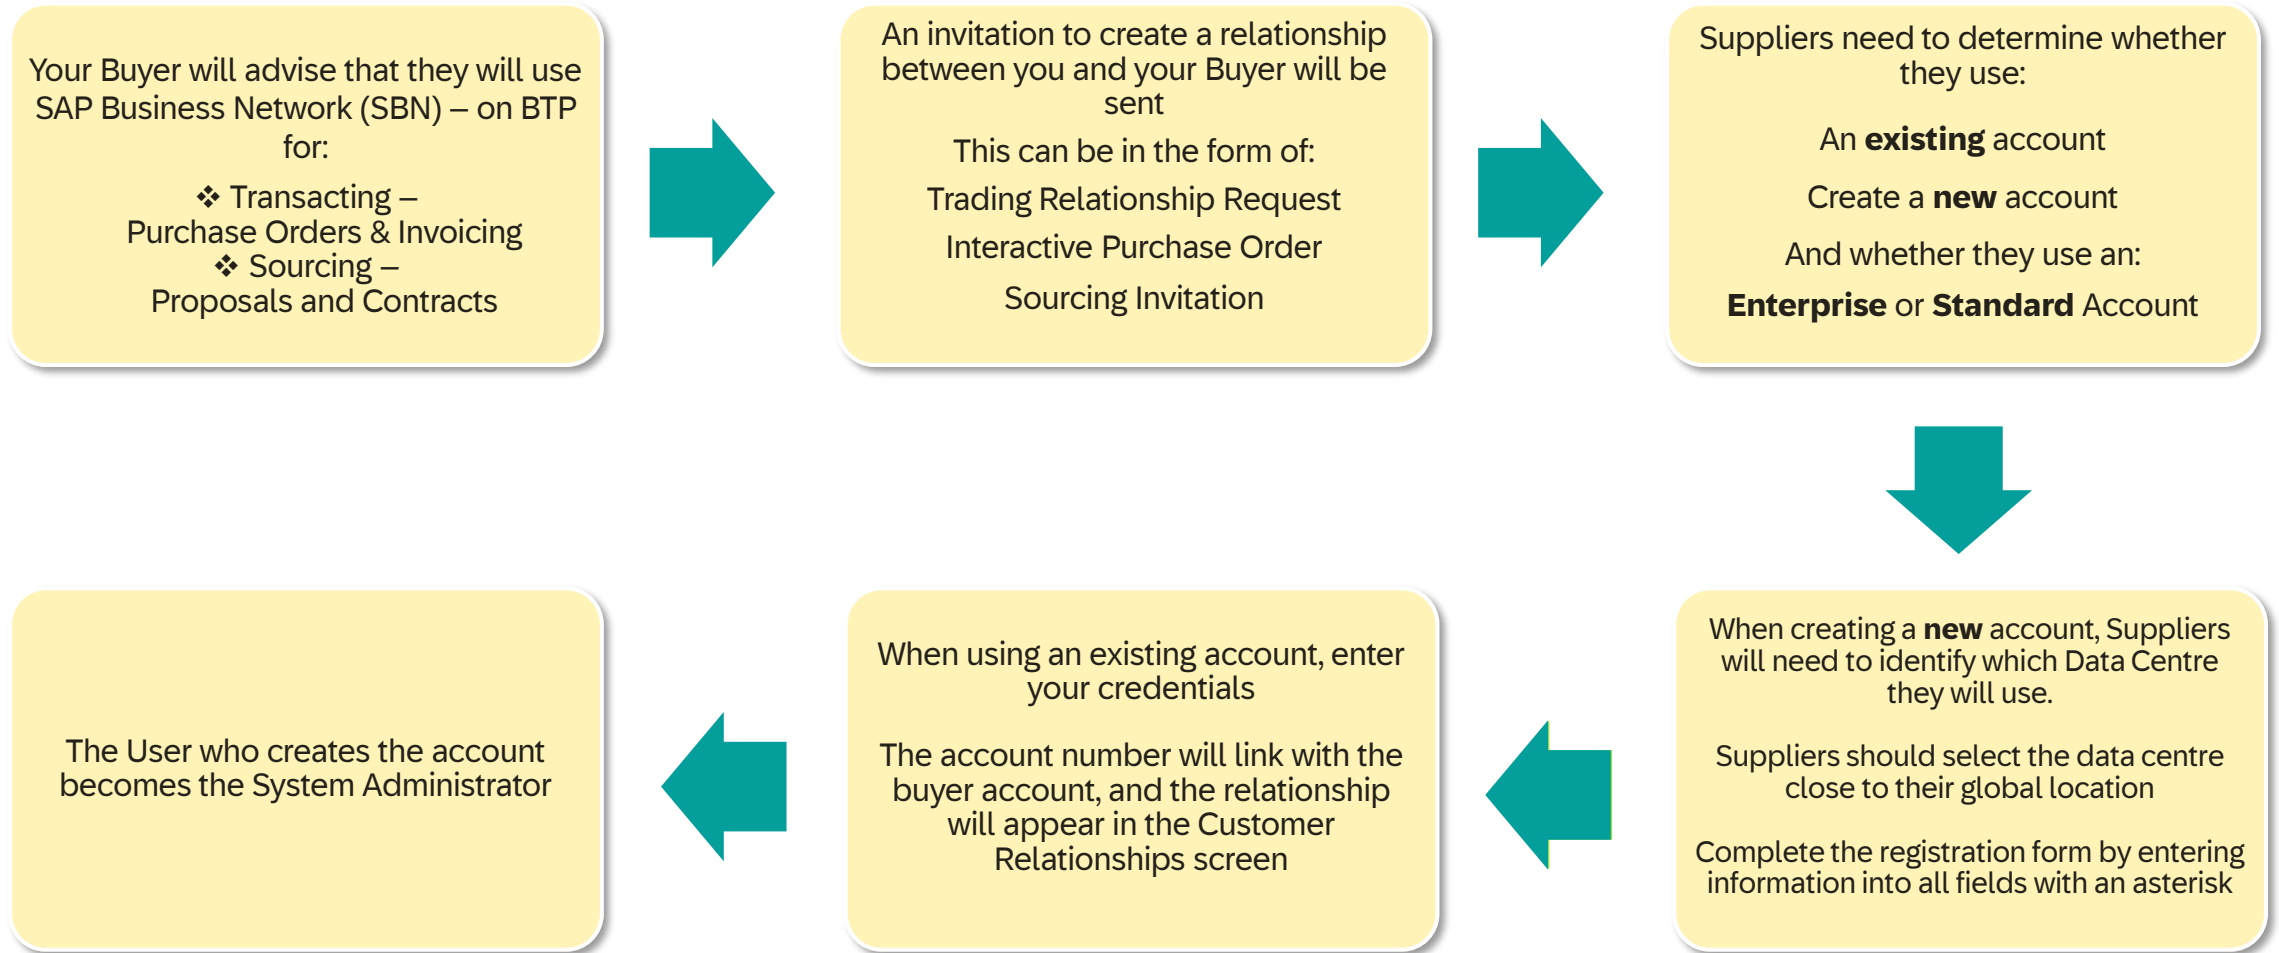 Your Buyer will advise that they will use
SAP Business Network (SBN) – on BTP
for:
❖ Transacting –
Purchase Orders & Invoicing
❖ Sourcing –
Proposals and Contracts
An invitation to create a relationship
between you and your Buyer will be
sent
This can be in the form of:
Trading Relationship Request
Interactive Purchase Order
Sourcing Invitation
Suppliers need to determine whether
they use:
An existing account
Create a new account
And whether they use an:
Enterprise or Standard Account
When creating a new account, Suppliers
will need to identify which Data Centre
they will use.
Suppliers should select the data centre
close to their global location
Complete the registration form by entering
information into all fields with an asterisk
When using an existing account, enter
your credentials
The account number will link with the
buyer account, and the relationship
will appear in the Customer
Relationships screen
The User who creates the account
becomes the System Administrator